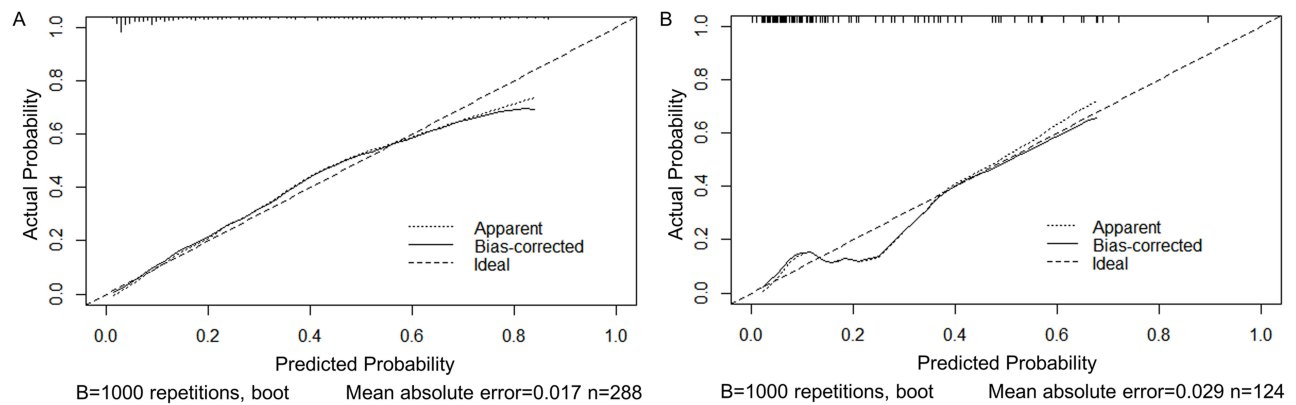 A
Actual Probability
1.0
0.8
0.6
0.4
0.2
0.0
Apparent
Bias-corrected
Ideal
0.0 0.2 0.4 0.6 0.8 1.0
Predicted Probability
B=1000 repetitions, boot Mean absolute error=0.017 n=288
B
Actual Probability
1.0
0.8
0.6
0.4
0.2
0.0
Apparent
Bias-corrected
Ideal
0.0 0.2 0.4 0.6 0.8 1.0
Predicted Probability
B=1000 repetitions, boot Mean absolute error=0.029 n=124